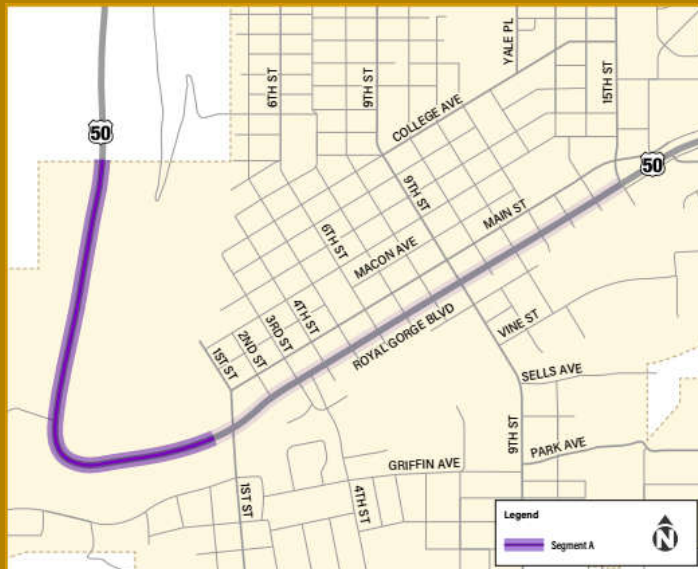 YALE PL
6TH ST
9TH ST
15TH ST
50
COLLEGE AVE
50
9TH ST
MAIN ST
6TH ST
MACON AVE
4TH ST
3RD ST
2ND ST
1ST ST
ROYAL GORGE BLVD
VINE ST
SELLS AVE
9TH ST
PARK AVE
GRIFFIN AVE
1ST ST
4TH ST
Legend
Segment A
N